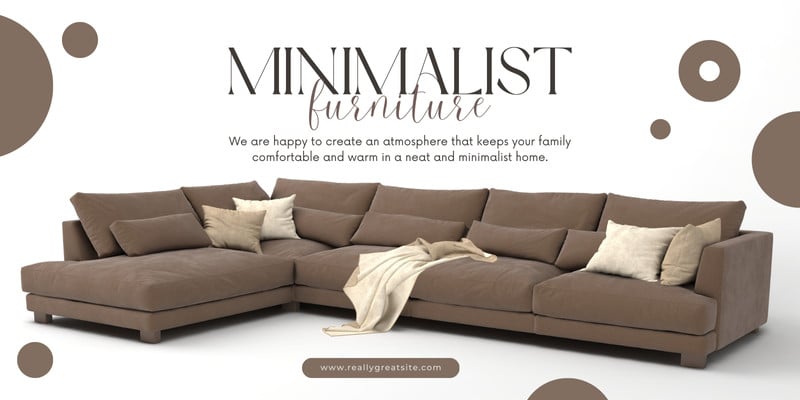 MINIMALIST
furniture
We are happy to create an atmosphere that keeps your family
comfortable and warm in a neat and minimalist home.
www.reallygreatsite.com